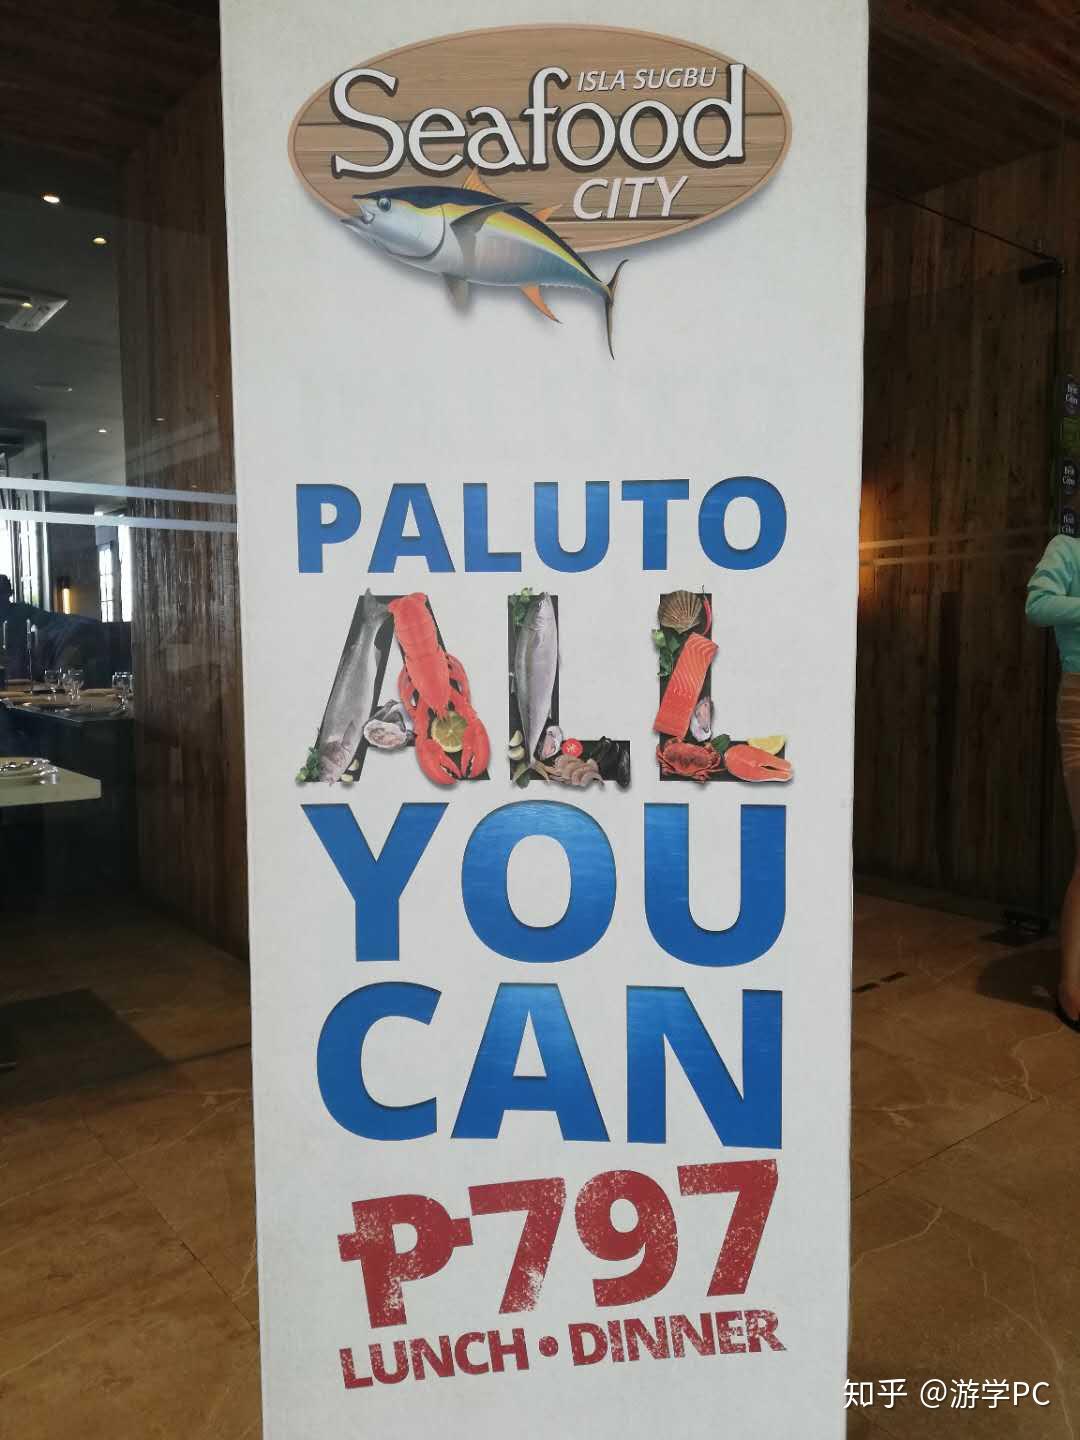 ISLA SUGBU
Seafood
CITY
PALUTO
ALL
YOU
CAN
₱797
LUNCH • DINNER
知乎 @游学PC